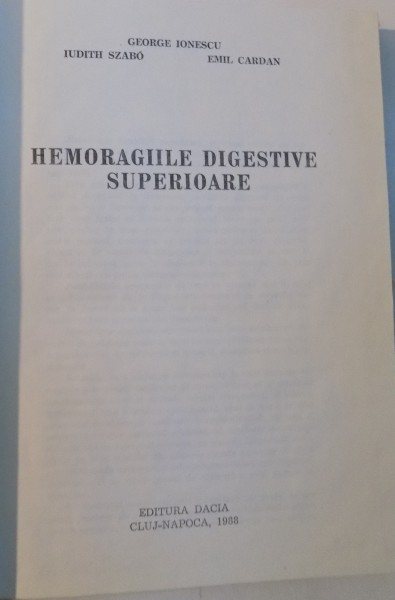 GEORGE IONESCU
IUDITH SZABÓ EMIL CARDAN
HEMORAGIILE DIGESTIVE
SUPERIOARE
EDITURA DACIA
CLUJ-NAPOCA, 1988